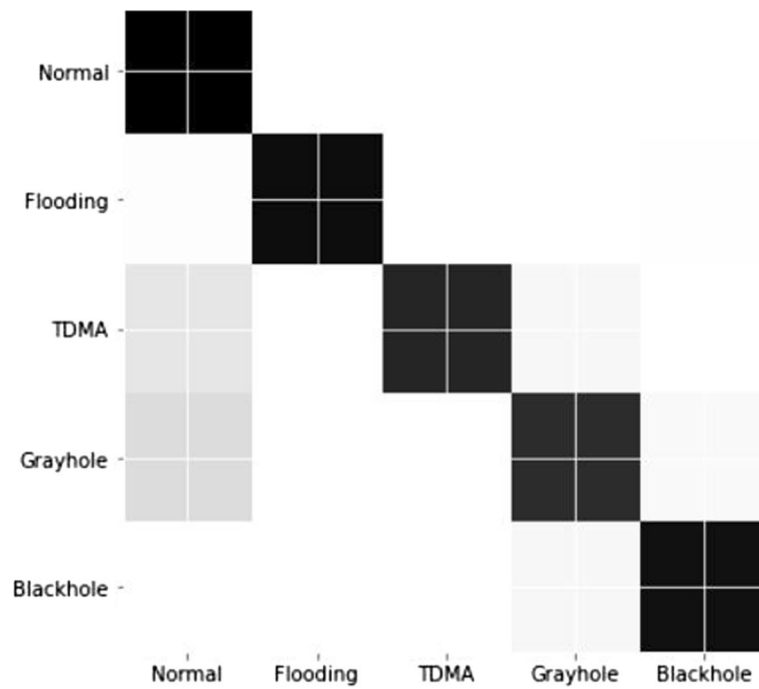 Normal
Flooding
TDMA
Grayhole
Blackhole
Normal Flooding TDMA Grayhole Blackhole